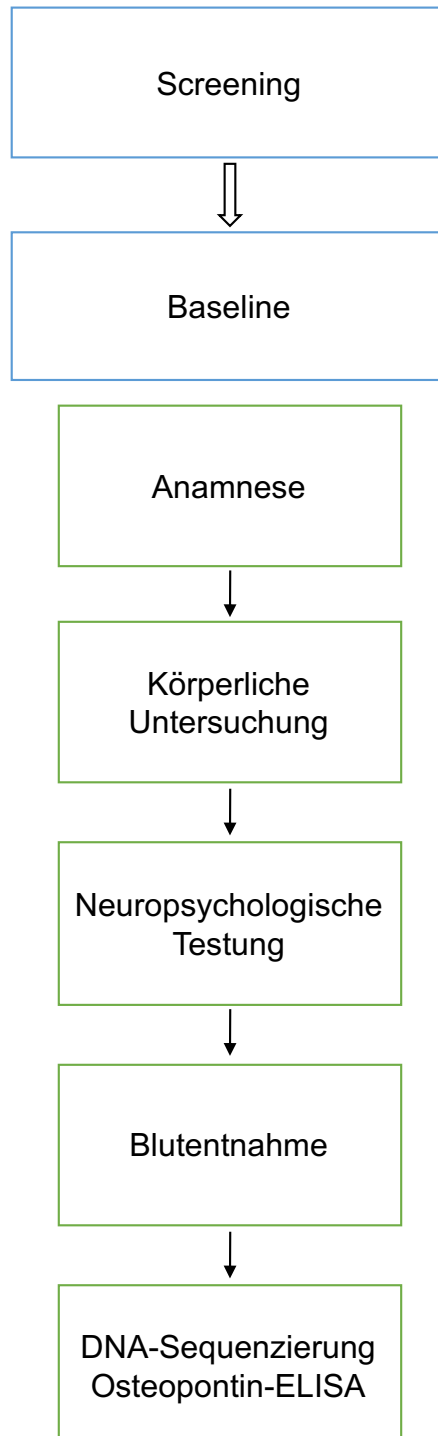 Screening
Baseline
Anamnese
Körperliche
Untersuchung
Neuropsychologische
Testung
Blutentnahme
DNA-Sequenzierung
Osteopontin-ELISA